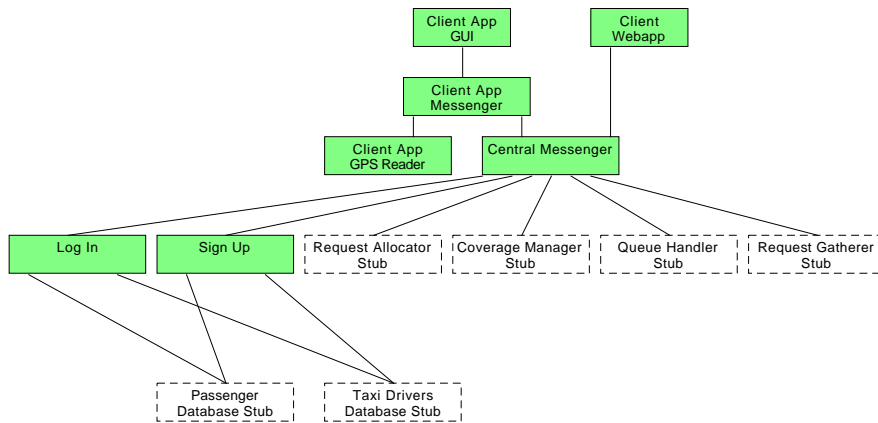 Client App
GUI
Client
Webapp
Client App
Messenger
Client App
GPS Reader
Central Messenger
Log In
Sign Up
Request Allocator
Stub
Coverage Manager
Stub
Queue Handler
Stub
Request Gatherer
Stub
Passenger
Database Stub
Taxi Drivers
Database Stub